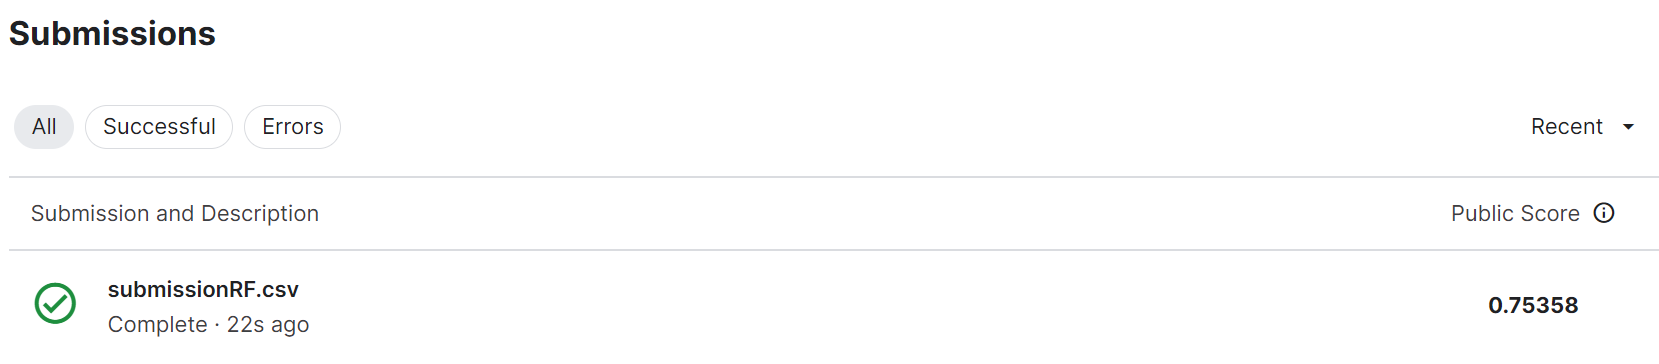 Submissions
All Successful Errors Recent
Submission and Description Public Score
submissionRF.csv
Complete · 22s ago
0.75358